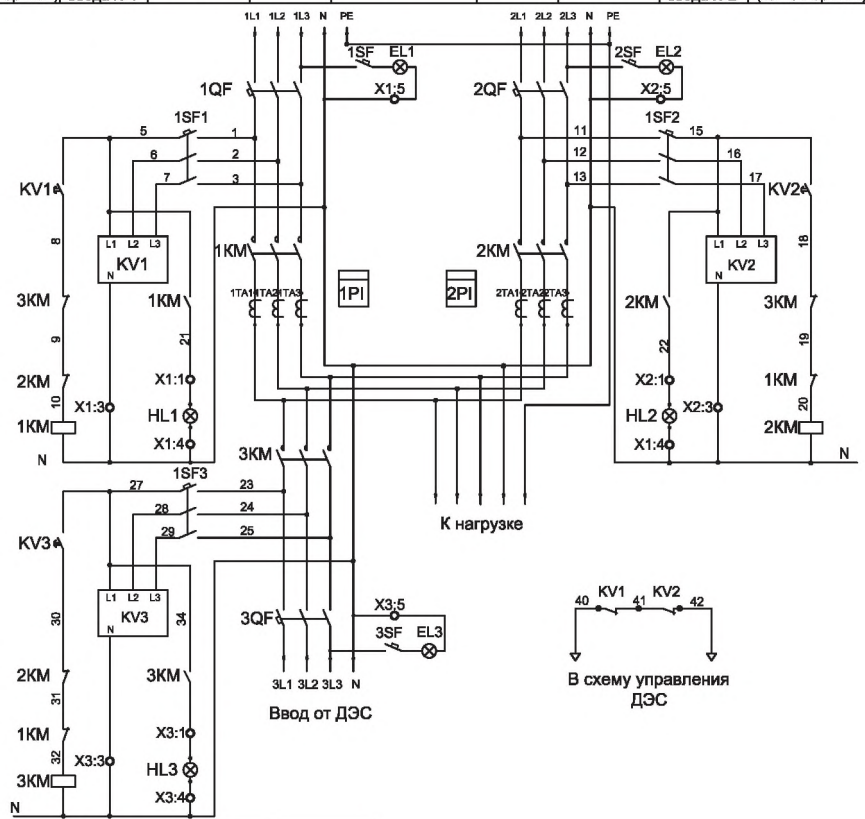 1L1 1L2 1L3 N PE
2L1 2L2 2L3 N PE
1SF EL1
2SF EL2
1QF X1:5
2QF X2:5
1SF1
1SF2
5 1
11 15
6 2
12 16
7 3
13 17
KV1
KV2
8
18
L1 L2 L3
KV1
N
L1 L2 L3
KV2
N
1KM
2KM
1PI
2PI
1TA1 1TA2 1TA3
2TA1 2TA2 2TA3
3KM 1KM
2KM 3KM
9
21
22
19
2KM X1:1
X2:1 1KM
10
X1:3
HL1
HL2
X2:3
20
1KM
X1:4
X1:4
2KM
N
N
3KM
1SF3
27 23
28 24
29 25
К нагрузке
KV3
L1 L2 L3
KV3
N
30
34
3QF
X3:5
3SF EL3
40 KV1 41 KV2 42
2KM 3KM
3L1 3L2 3L3 N
В схему управления
ДЭС
31
Ввод от ДЭС
1KM X3:1
32
X3:3
HL3
3KM
X3:4
N